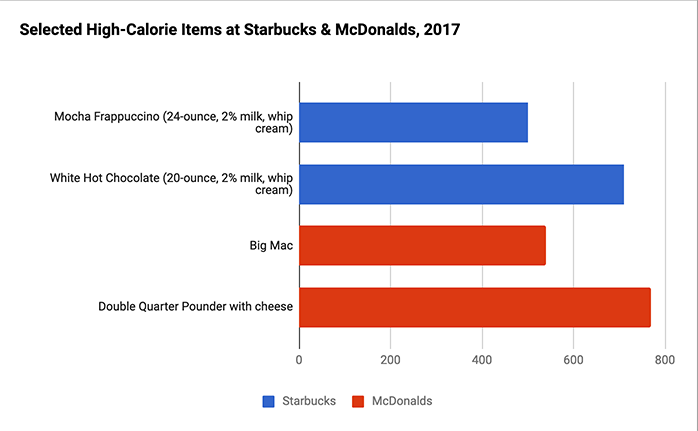 Selected High-Calorie Items at Starbucks & McDonalds, 2017
Mocha Frappuccino (24-ounce, 2% milk, whip
cream)
White Hot Chocolate (20-ounce, 2% milk, whip
cream)
Big Mac
Double Quarter Pounder with cheese
0 200 400 600 800
Starbucks McDonalds